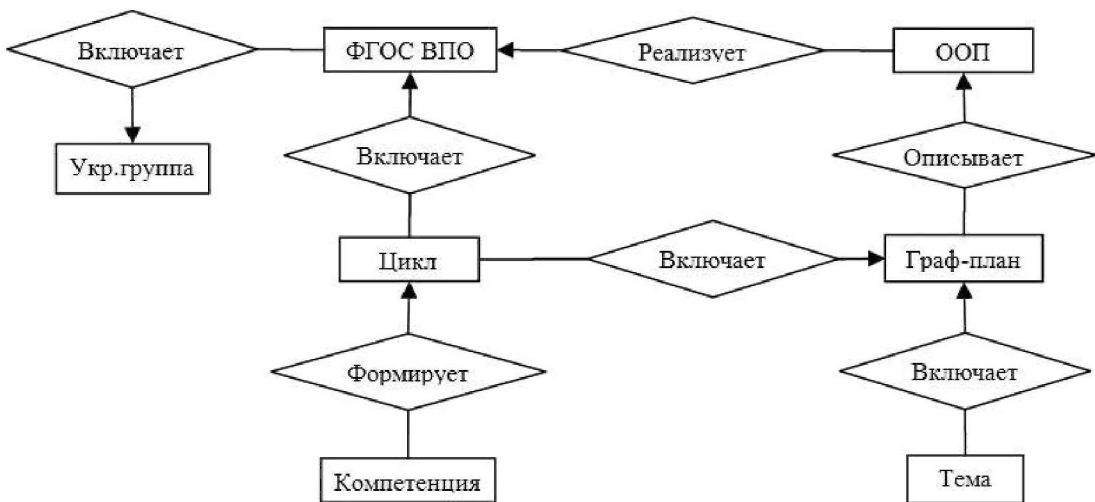 Включает
ФГОС ВПО
Реализует
ООП
Укр.группа
Включает
Описывает
Цикл
Включает
Граф-план
Формирует
Включает
Компетенция
Тема